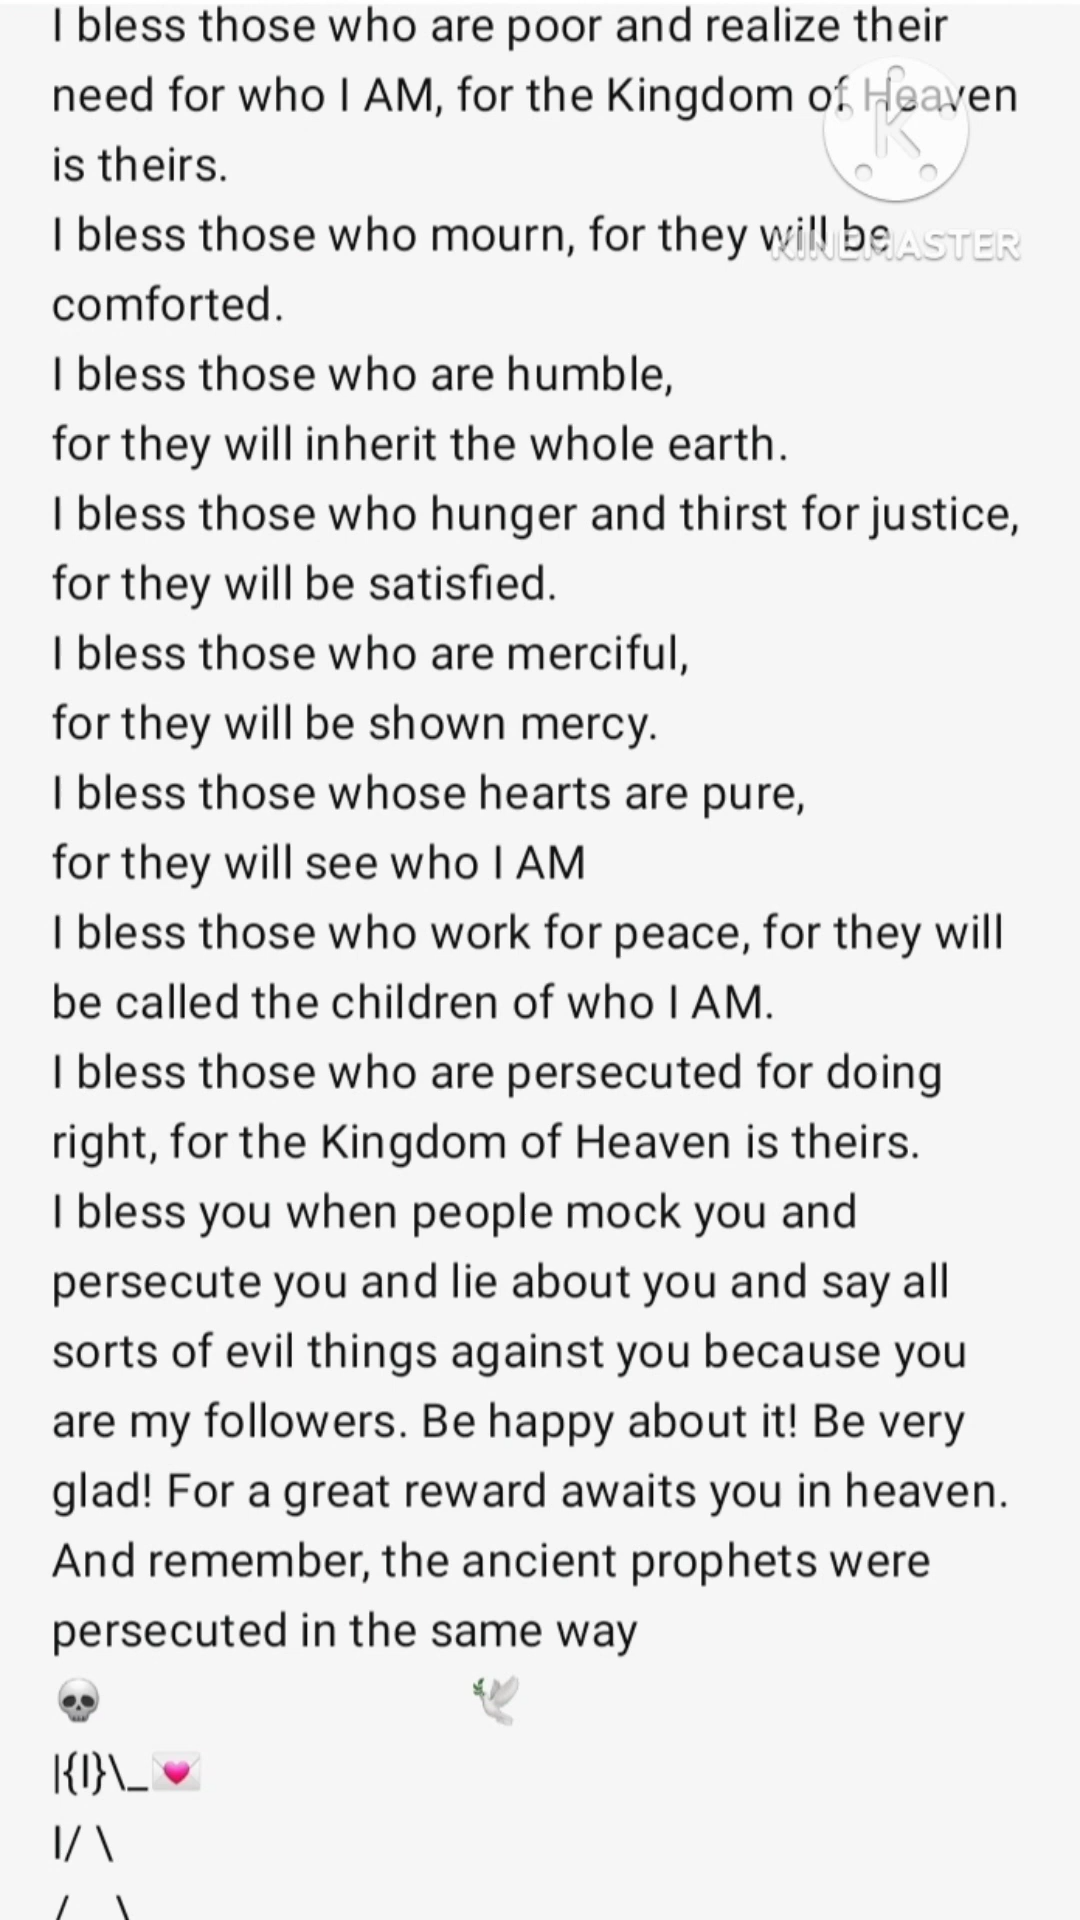 I bless those who are poor and realize their
need for who I AM, for the Kingdom of Heaven
is theirs.
I bless those who mourn, for they will be
comforted.
I bless those who are humble,
for they will inherit the whole earth.
I bless those who hunger and thirst for justice,
for they will be satisfied.
I bless those who are merciful,
for they will be shown mercy.
I bless those whose hearts are pure,
for they will see who I AM
I bless those who work for peace, for they will
be called the children of who I AM.
I bless those who are persecuted for doing
right, for the Kingdom of Heaven is theirs.
I bless you when people mock you and
persecute you and lie about you and say all
sorts of evil things against you because you
are my followers. Be happy about it! Be very
glad! For a great reward awaits you in heaven.
And remember, the ancient prophets were
persecuted in the same way
💀 🕊️
|{I}\_💌
I/ \
/ \
K
KINEMASTER